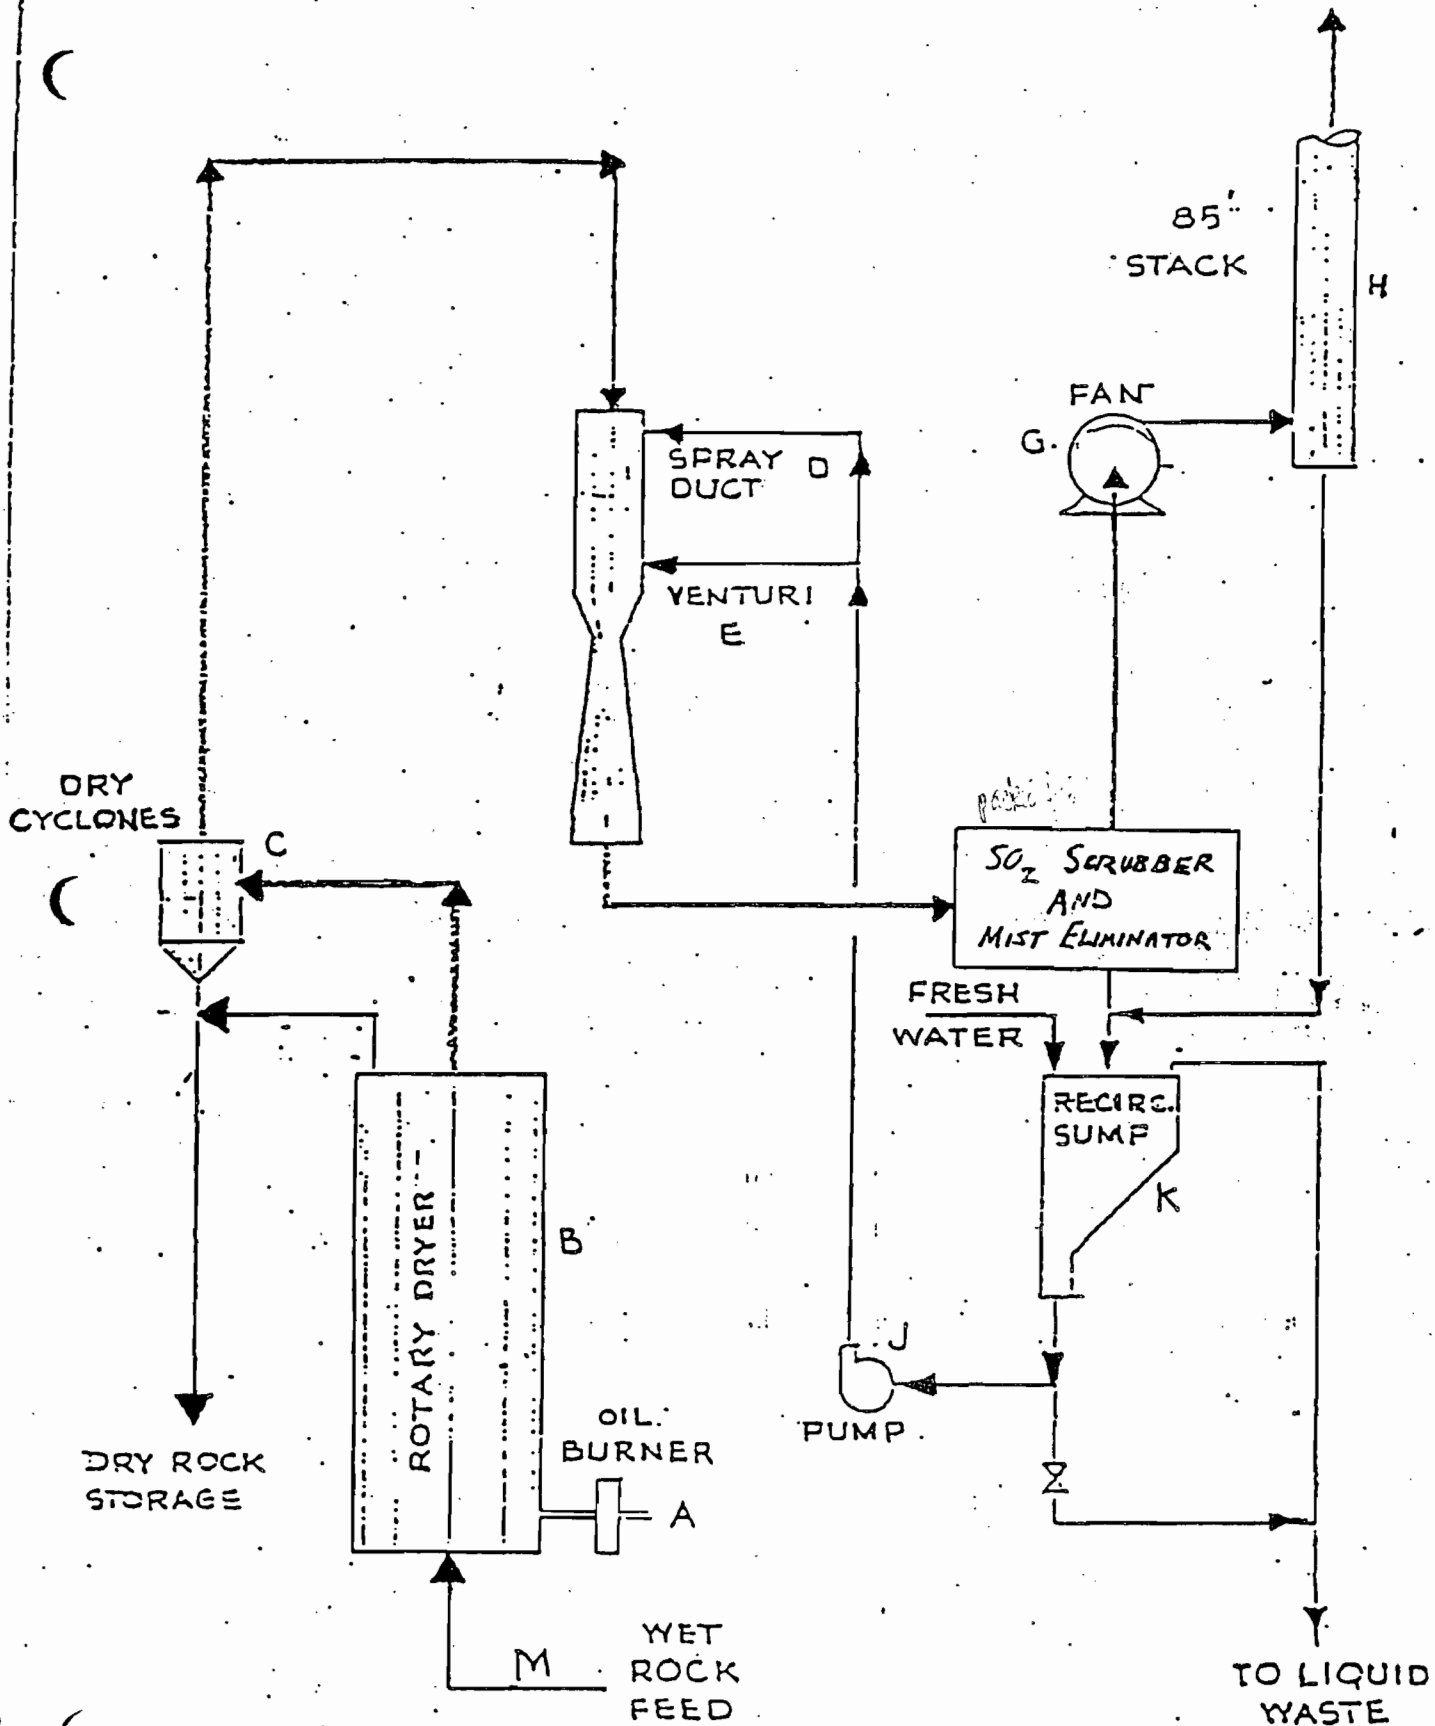 85'
STACK
H
FAN
G.
SPRAY D
DUCT
VENTURI
E
DRY
CYCLONES
C
SO2 SCRUBBER
AND
MIST ELIMINATOR
FRESH
WATER
RECIRC.
SUMP
K
ROTARY DRYER
B
J
PUMP.
OIL
BURNER
A
DRY ROCK
STORAGE
M
WET
ROCK
FEED
TO LIQUID
WASTE